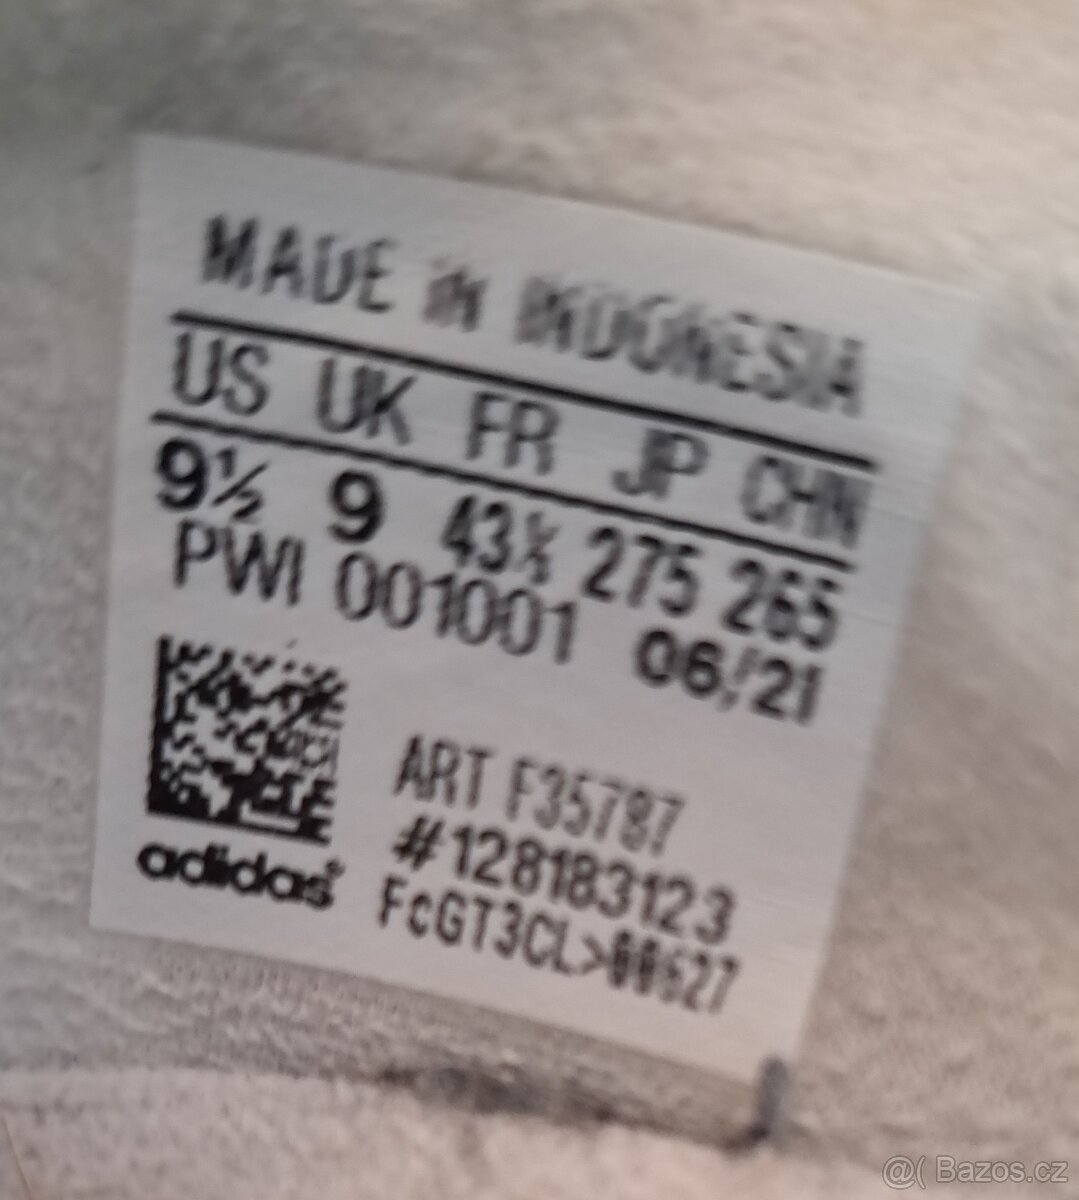 MADE IN INDONESIA
US UK FR JP CHN
9½ 9 43⅓ 275 265
PWI 001001 06/21
ART F35787
#128183123
FcGT3CL>00627
adidas
@( Bazos.cz